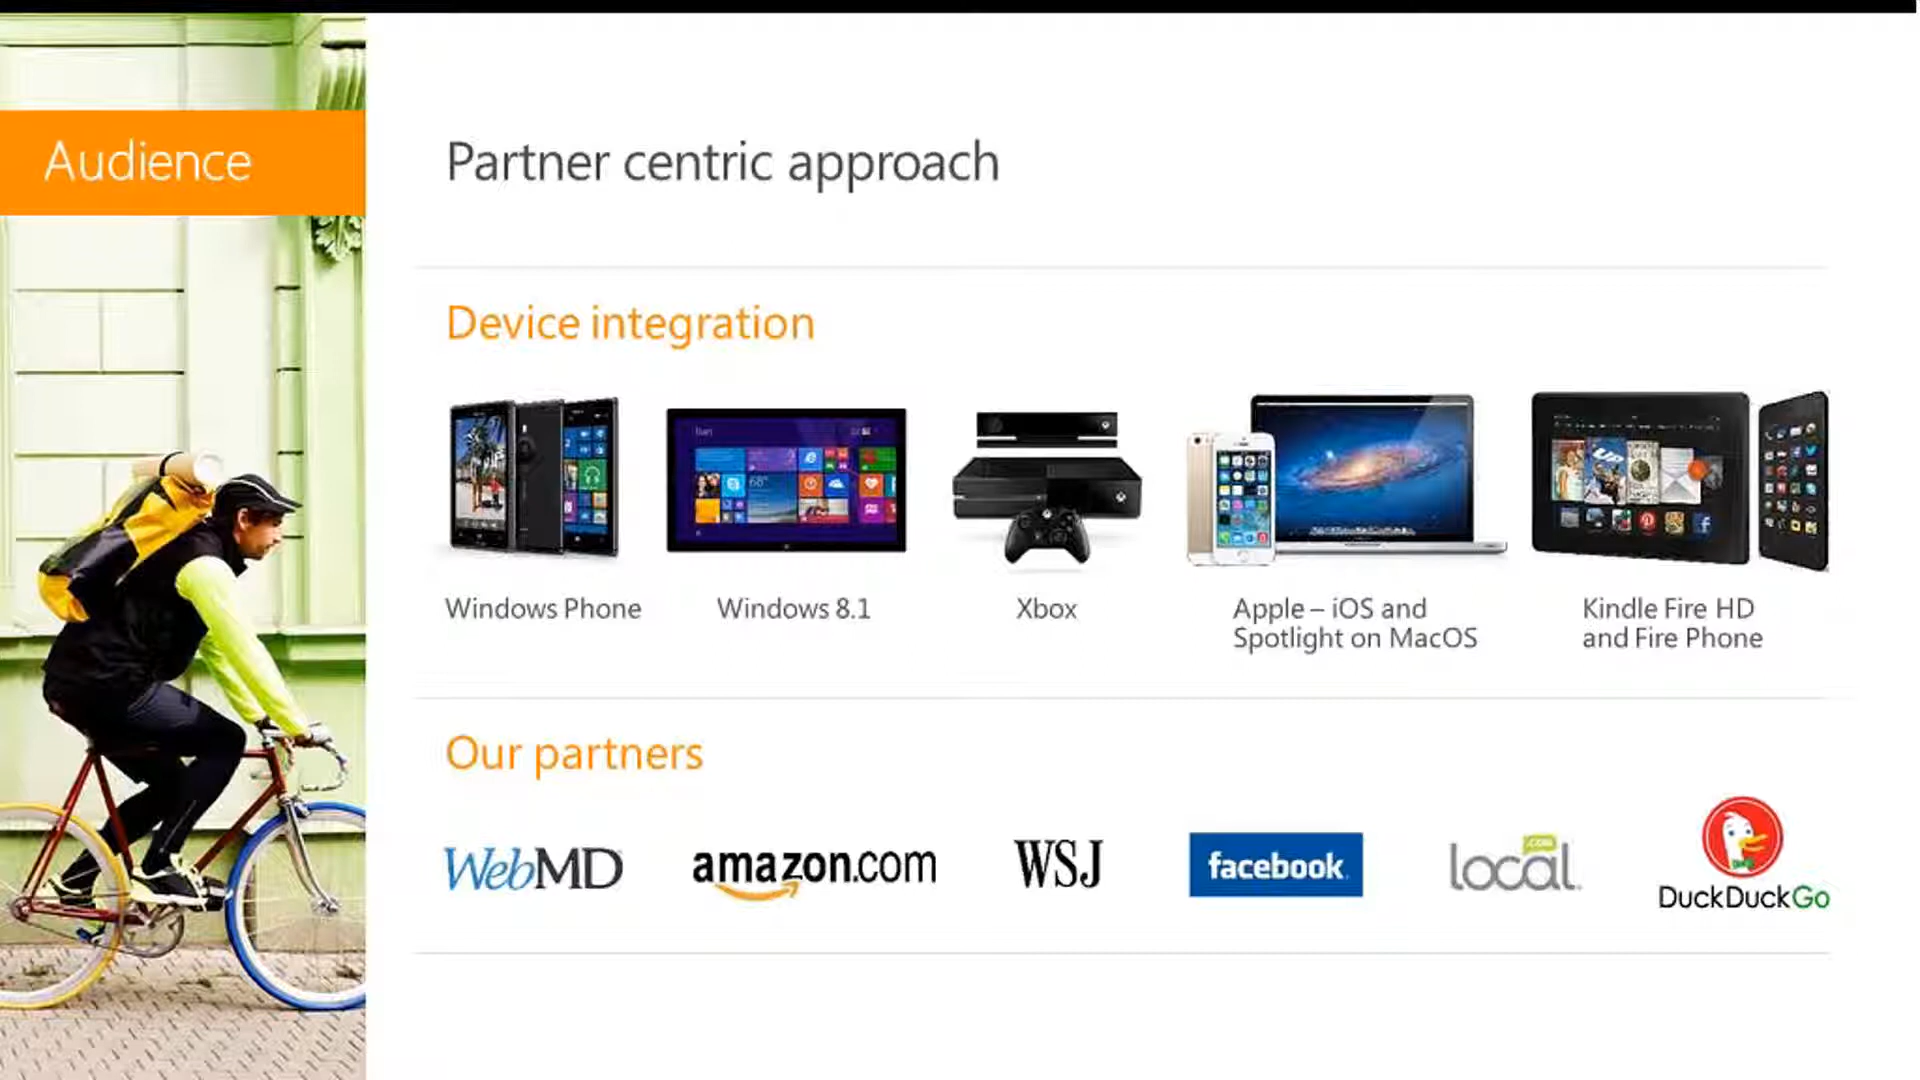 Audience
Partner centric approach
Device integration
Windows Phone
Windows 8.1
Xbox
Apple – iOS and
Spotlight on MacOS
Kindle Fire HD
and Fire Phone
Our partners
WebMD
amazon.com
WSJ
facebook
local.com
DuckDuckGo